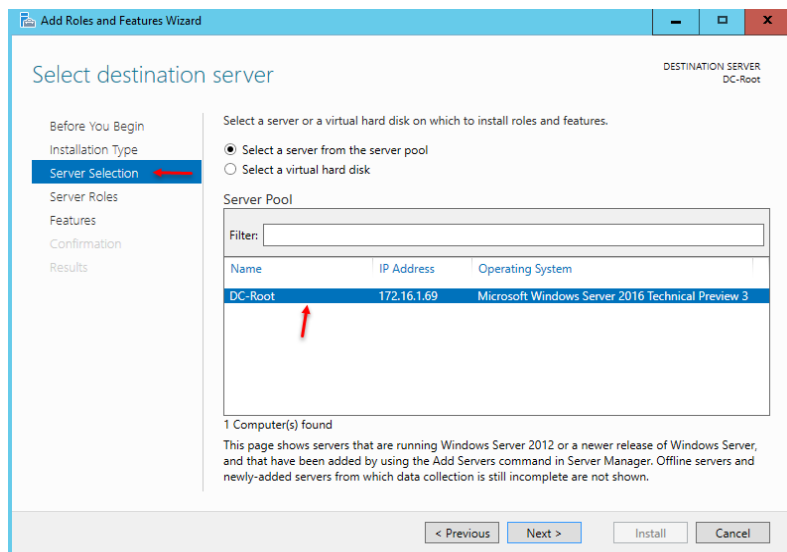 Add Roles and Features Wizard
Select destination server
DESTINATION SERVER
DC-Root
Before You Begin
Installation Type
Server Selection
Server Roles
Features
Confirmation
Results
Select a server or a virtual hard disk on which to install roles and features.
Select a server from the server pool
Select a virtual hard disk
Server Pool
Filter:
Name IP Address Operating System
DC-Root 172.16.1.69 Microsoft Windows Server 2016 Technical Preview 3
1 Computer(s) found
This page shows servers that are running Windows Server 2012 or a newer release of Windows Server,
and that have been added by using the Add Servers command in Server Manager. Offline servers and
newly-added servers from which data collection is still incomplete are not shown.
< Previous Next > Install Cancel